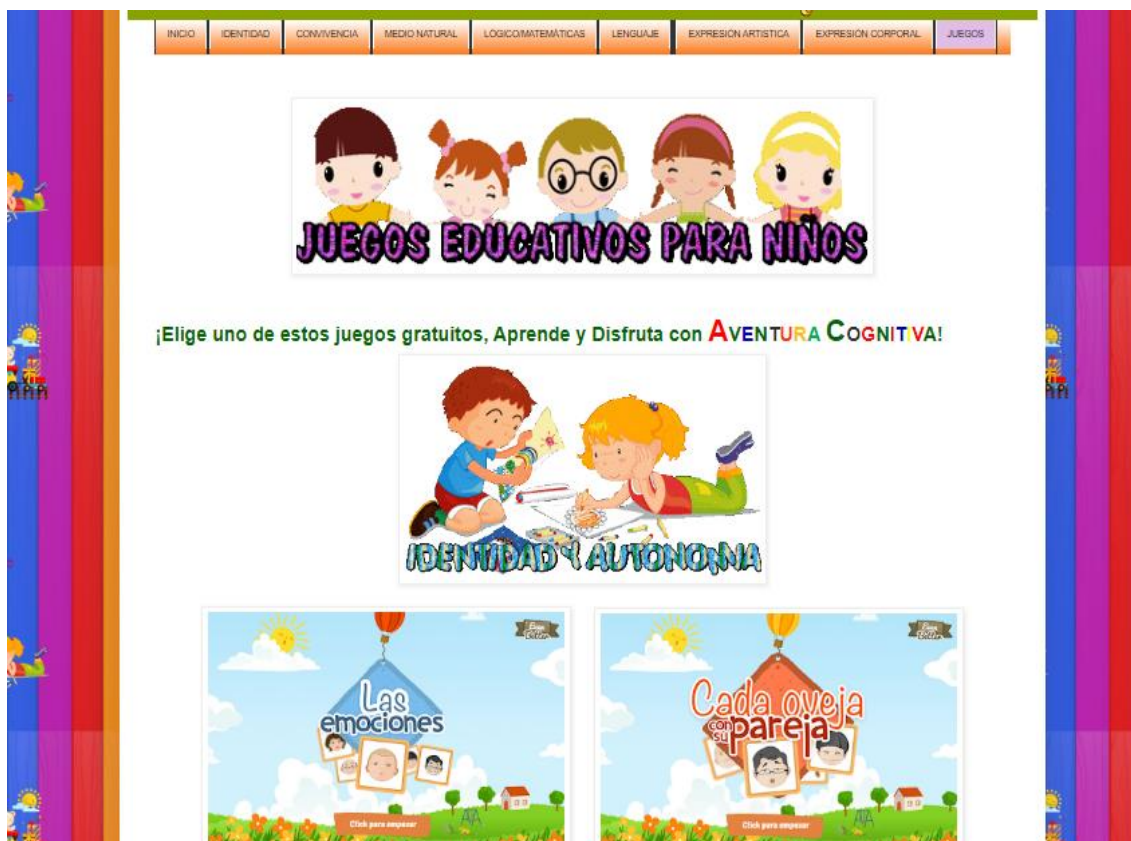 INICIO IDENTIDAD CONVIVENCIA MEDIO NATURAL LÓGICO/MATEMÁTICAS LENGUAJE EXPRESIÓN ARTISTICA EXPRESIÓN CORPORAL JUEGOS
JUEGOS EDUCATIVOS PARA NIÑOS
¡Elige uno de estos juegos gratuitos, Aprende y Disfruta con AVENTURA COGNITIVA!
IDENTIDAD Y AUTONOMIA
Las
emociones
Click para empezar
Cada oveja
con su pareja
Click para empezar